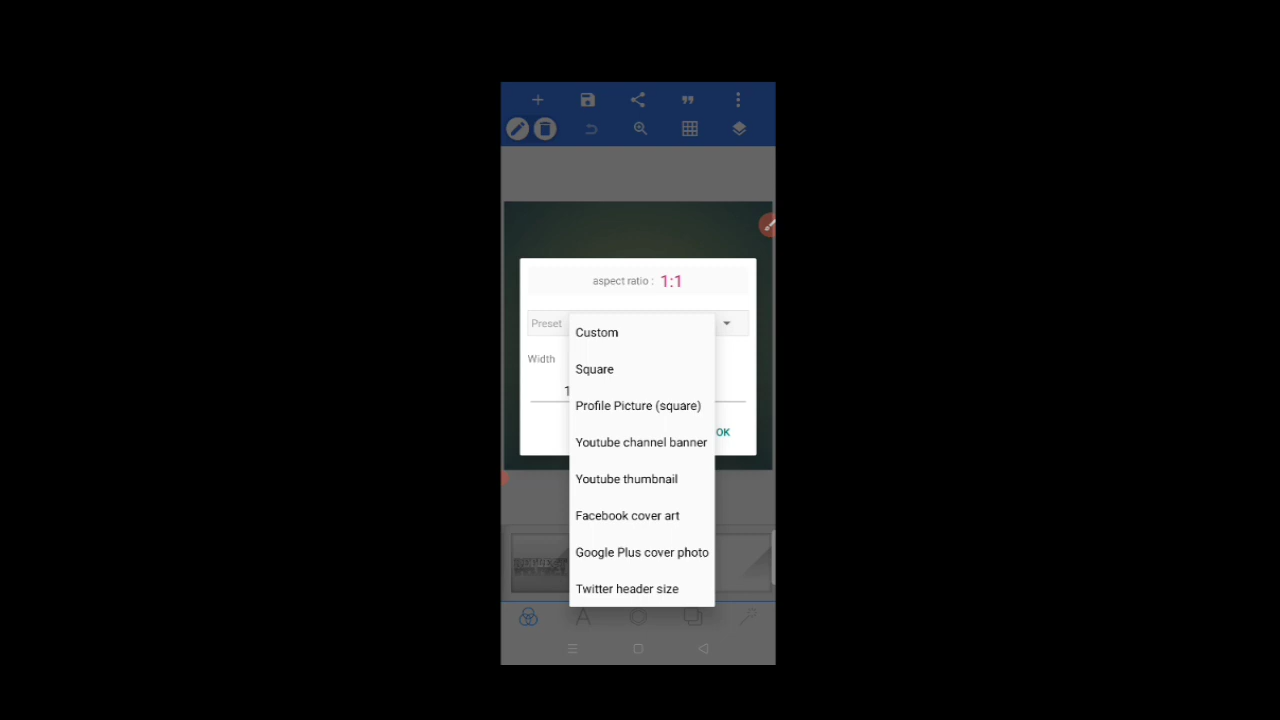 aspect ratio : 1:1
Preset
Custom
Width
Square
1
Profile Picture (square)
Youtube channel banner
OK
Youtube thumbnail
Facebook cover art
Google Plus cover photo
Twitter header size